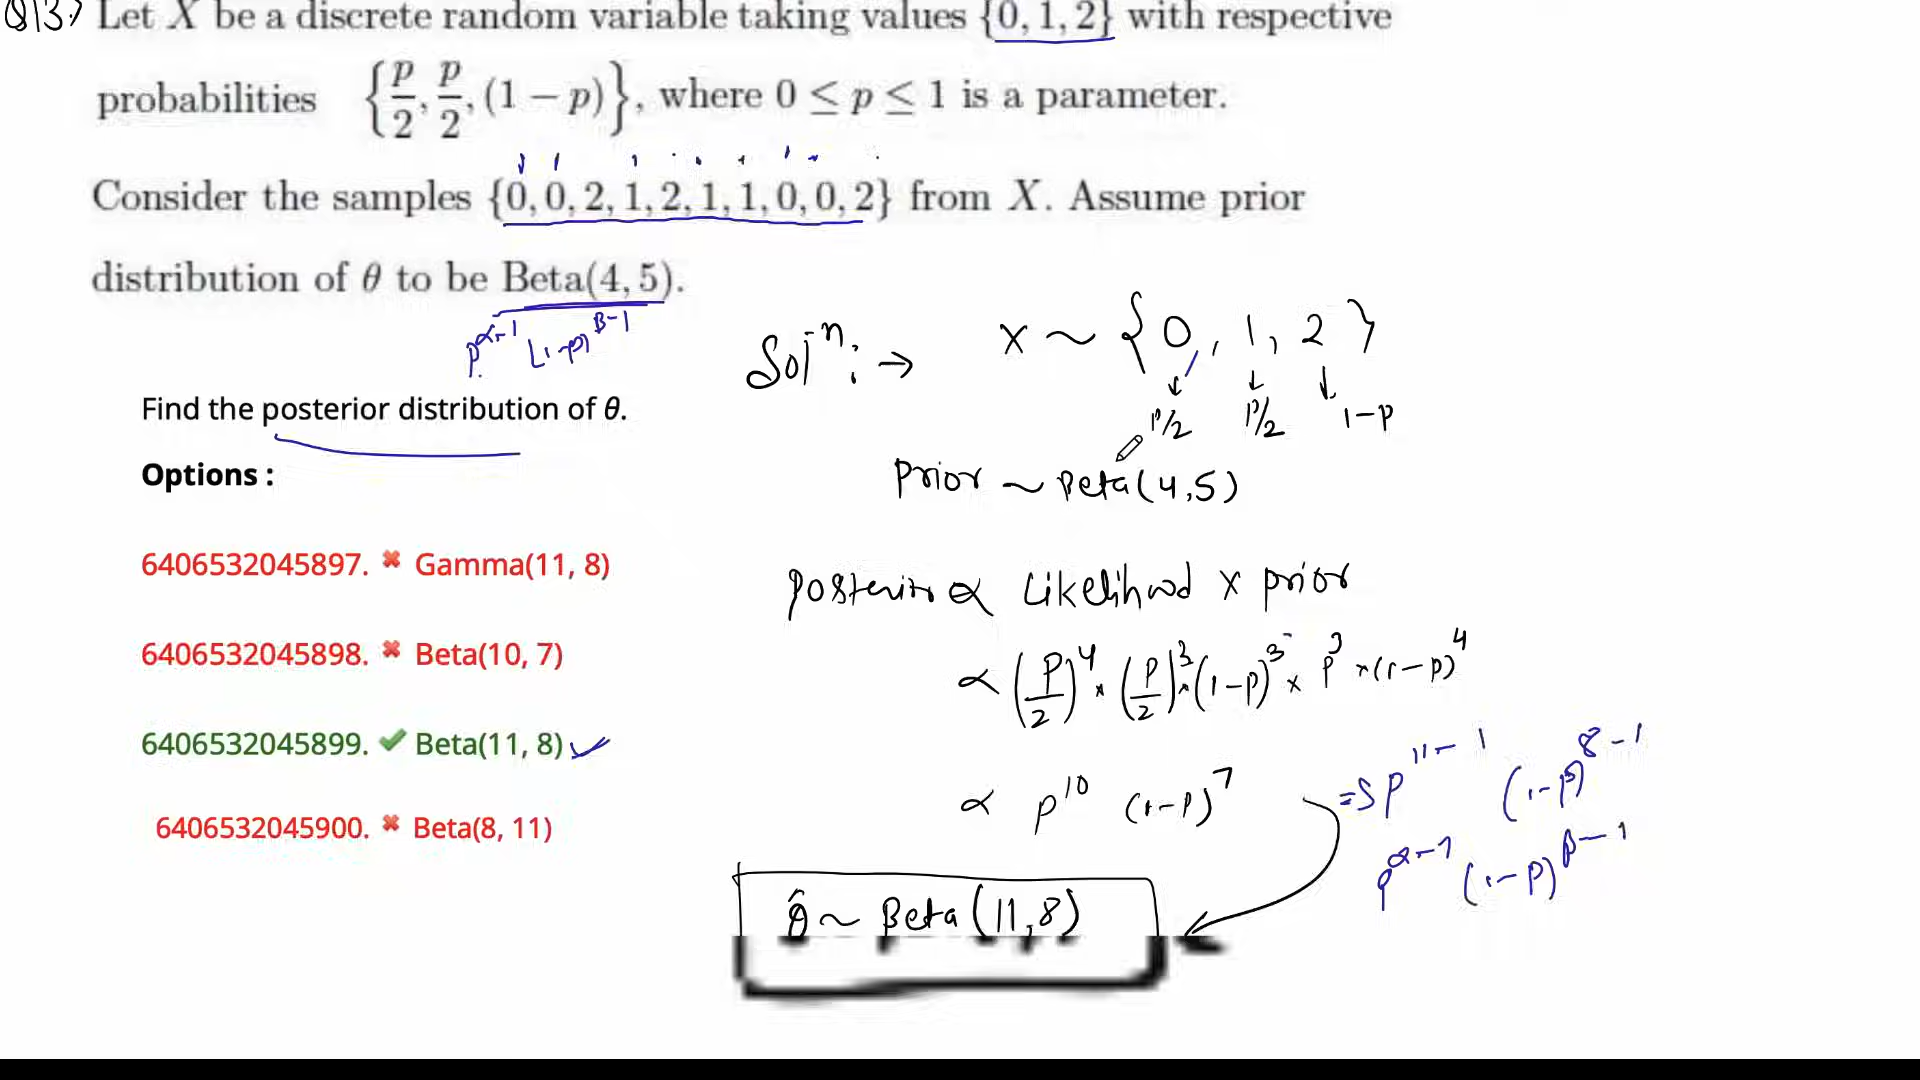 Q13> Let X be a discrete random variable taking values {0, 1, 2} with respective
probabilities {p/2, p/2, (1 − p)}, where 0 ≤ p ≤ 1 is a parameter.
Consider the samples {0, 0, 2, 1, 2, 1, 1, 0, 0, 2} from X. Assume prior
distribution of θ to be Beta(4, 5).
p^α-1 (1-p)^β-1
Find the posterior distribution of θ.
Options :
6406532045897. ✖ Gamma(11, 8)
6406532045898. ✖ Beta(10, 7)
6406532045899. ✔ Beta(11, 8) ✓
6406532045900. ✖ Beta(8, 11)
Sol^n: → X ~ {0, 1, 2}
↓ ↓ ↓
p/2 p/2 1-p
Prior ~ Beta(4,5)
Posterior ∝ Likelihood × prior
∝ (p/2)^4 × (p/2)^3 × (1-p)^3 × p^3 × (1-p)^4
∝ p^10 (1-p)^7
=> p^11-1 (1-p)^8-1
p^α-1 (1-p)^β-1
θ̂ ~ Beta(11,8)